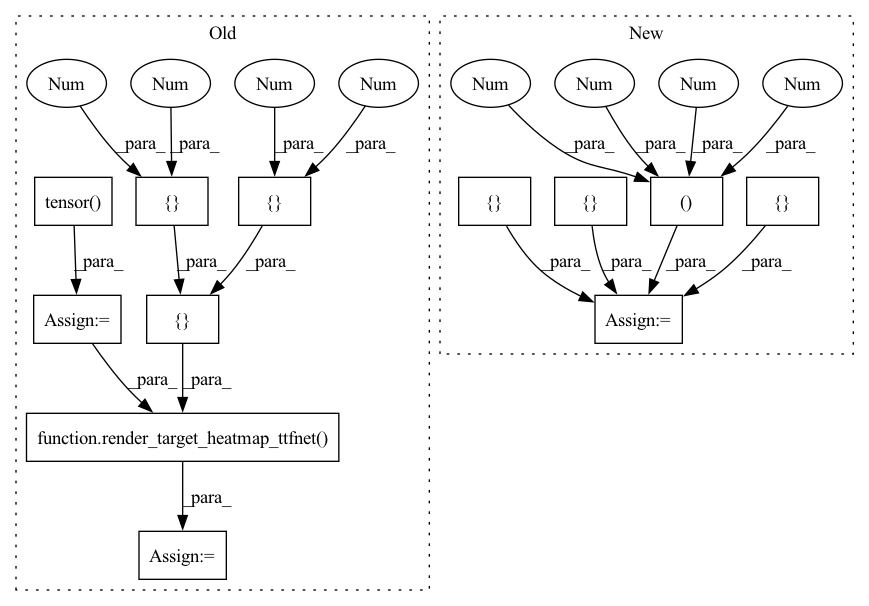 Old
New
Num
Num
Num
Num
Num
Num
Num
Num
_para_
_para_
_para_
_para_
_para_
_para_
_para_
_para_
tensor()
{}
{}
{}
{}
()
{}
_para_
_para_
_para_
_para_
_para_
_para_
_para_
Assign:=
{}
Assign:=
_para_
_para_
function.render_target_heatmap_ttfnet()
_para_
Assign:=